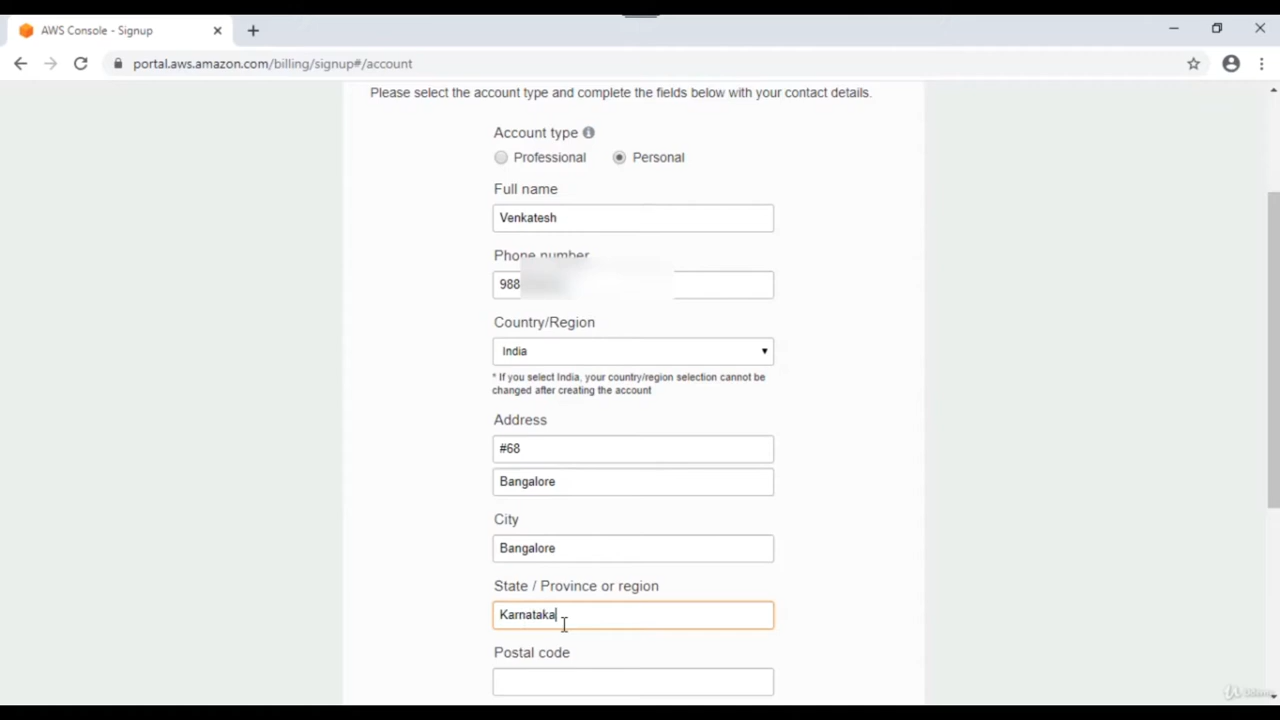 AWS Console - Signup
portal.aws.amazon.com/billing/signup#/account
Please select the account type and complete the fields below with your contact details.
Account type
Professional Personal
Full name
Venkatesh
Phone number
988
Country/Region
India
* If you select India, your country/region selection cannot be
changed after creating the account
Address
#68
Bangalore
City
Bangalore
State / Province or region
Karnataka
Postal code